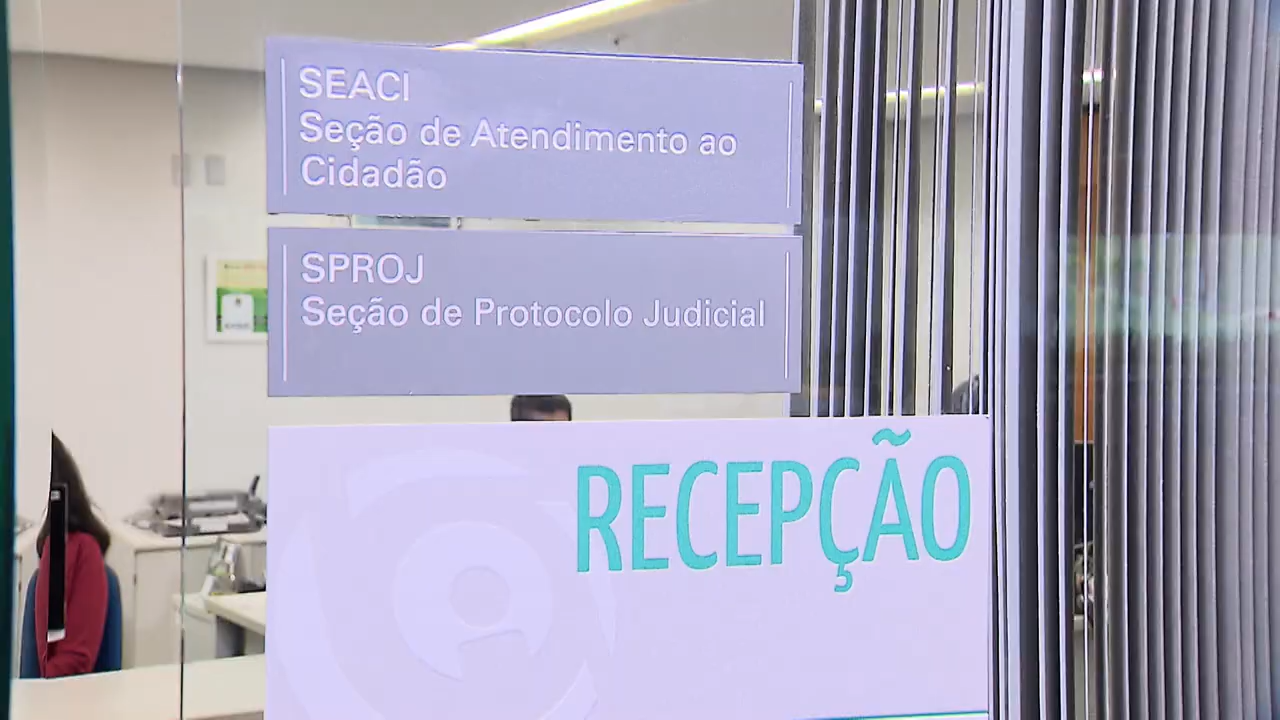 SEACI
Seção de Atendimento ao
Cidadão
SPROJ
Seção de Protocolo Judicial
RECEPÇÃO